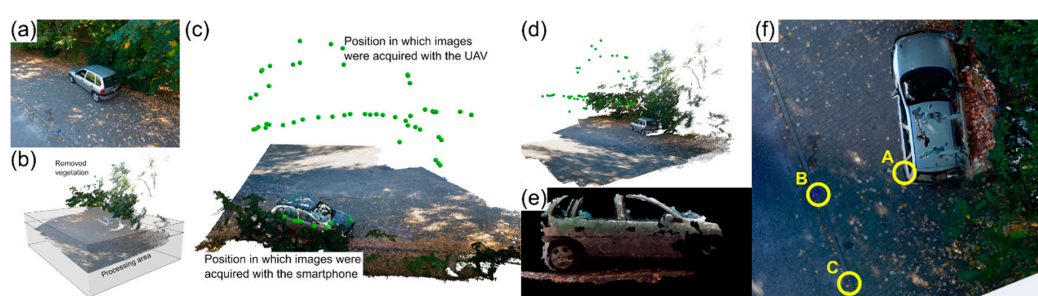 (a)
(b)
Removed
vegetation
Processing area
(c)
Position in which images
were acquired with the UAV
Position in which images were
acquired with the smartphone
(d)
(e)
(f)
A
B
C